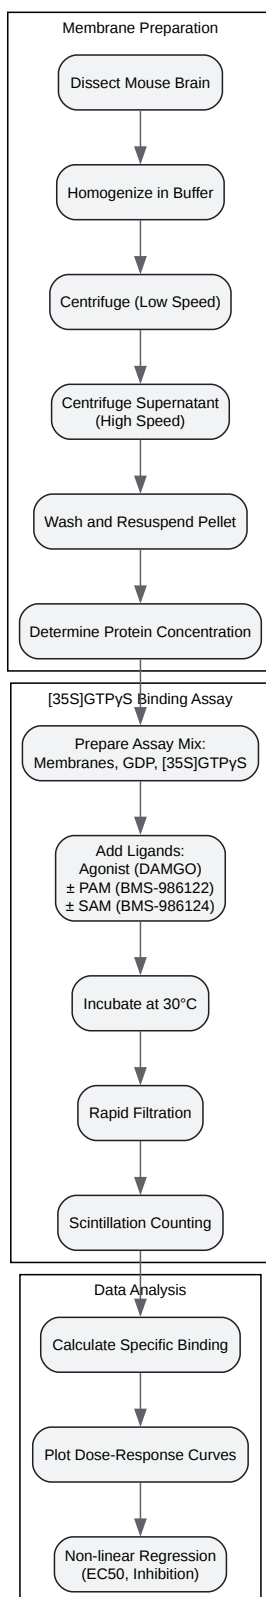 Membrane Preparation
Dissect Mouse Brain
Homogenize in Buffer
Centrifuge (Low Speed)
Centrifuge Supernatant
(High Speed)
Wash and Resuspend Pellet
Determine Protein Concentration
[35S]GTPγS Binding Assay
Prepare Assay Mix:
Membranes, GDP, [35S]GTPγS
Add Ligands:
Agonist (DAMGO)
± PAM (BMS-986122)
± SAM (BMS-986124)
Incubate at 30°C
Rapid Filtration
Scintillation Counting
Data Analysis
Calculate Specific Binding
Plot Dose-Response Curves
Non-linear Regression
(EC50, Inhibition)